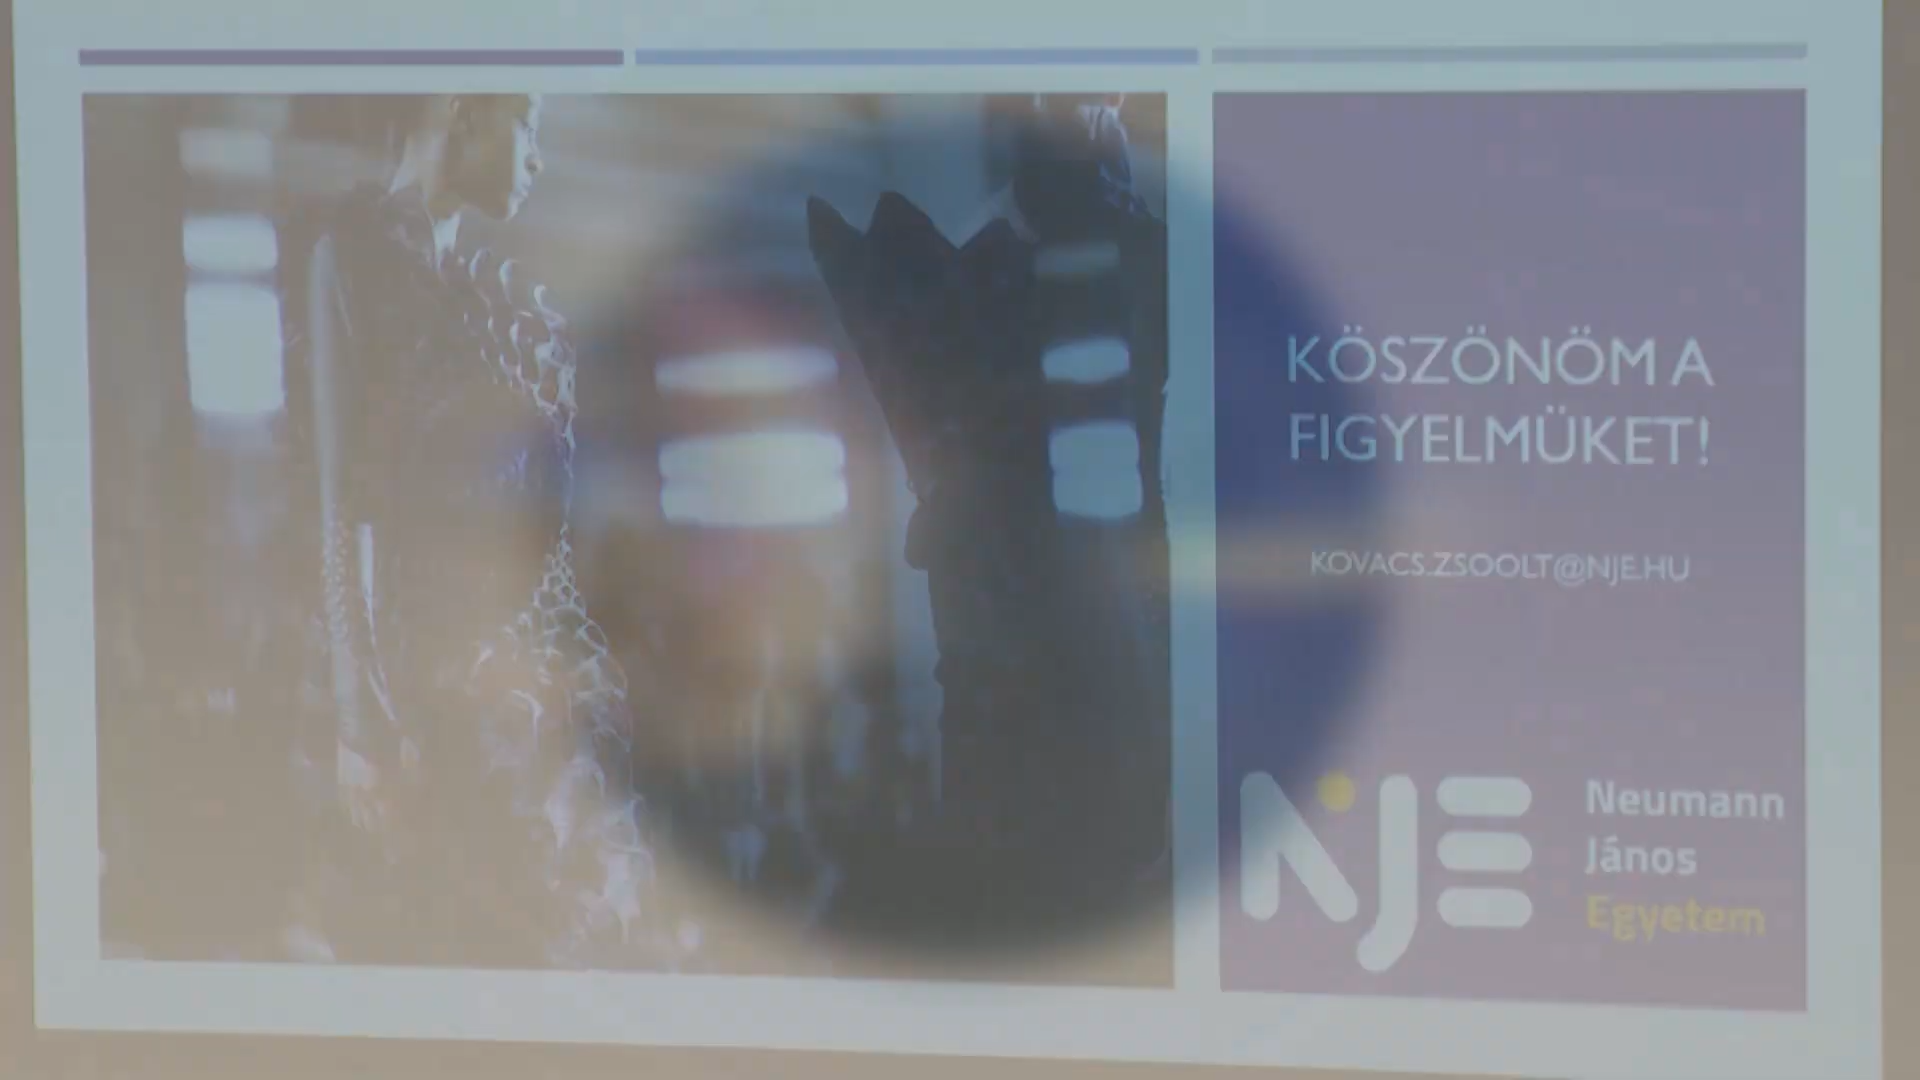 KÖSZÖNÖM A
FIGYELMÜKET!
KOVACS.ZSOOLT@NJE.HU
NJE
Neumann
János
Egyetem